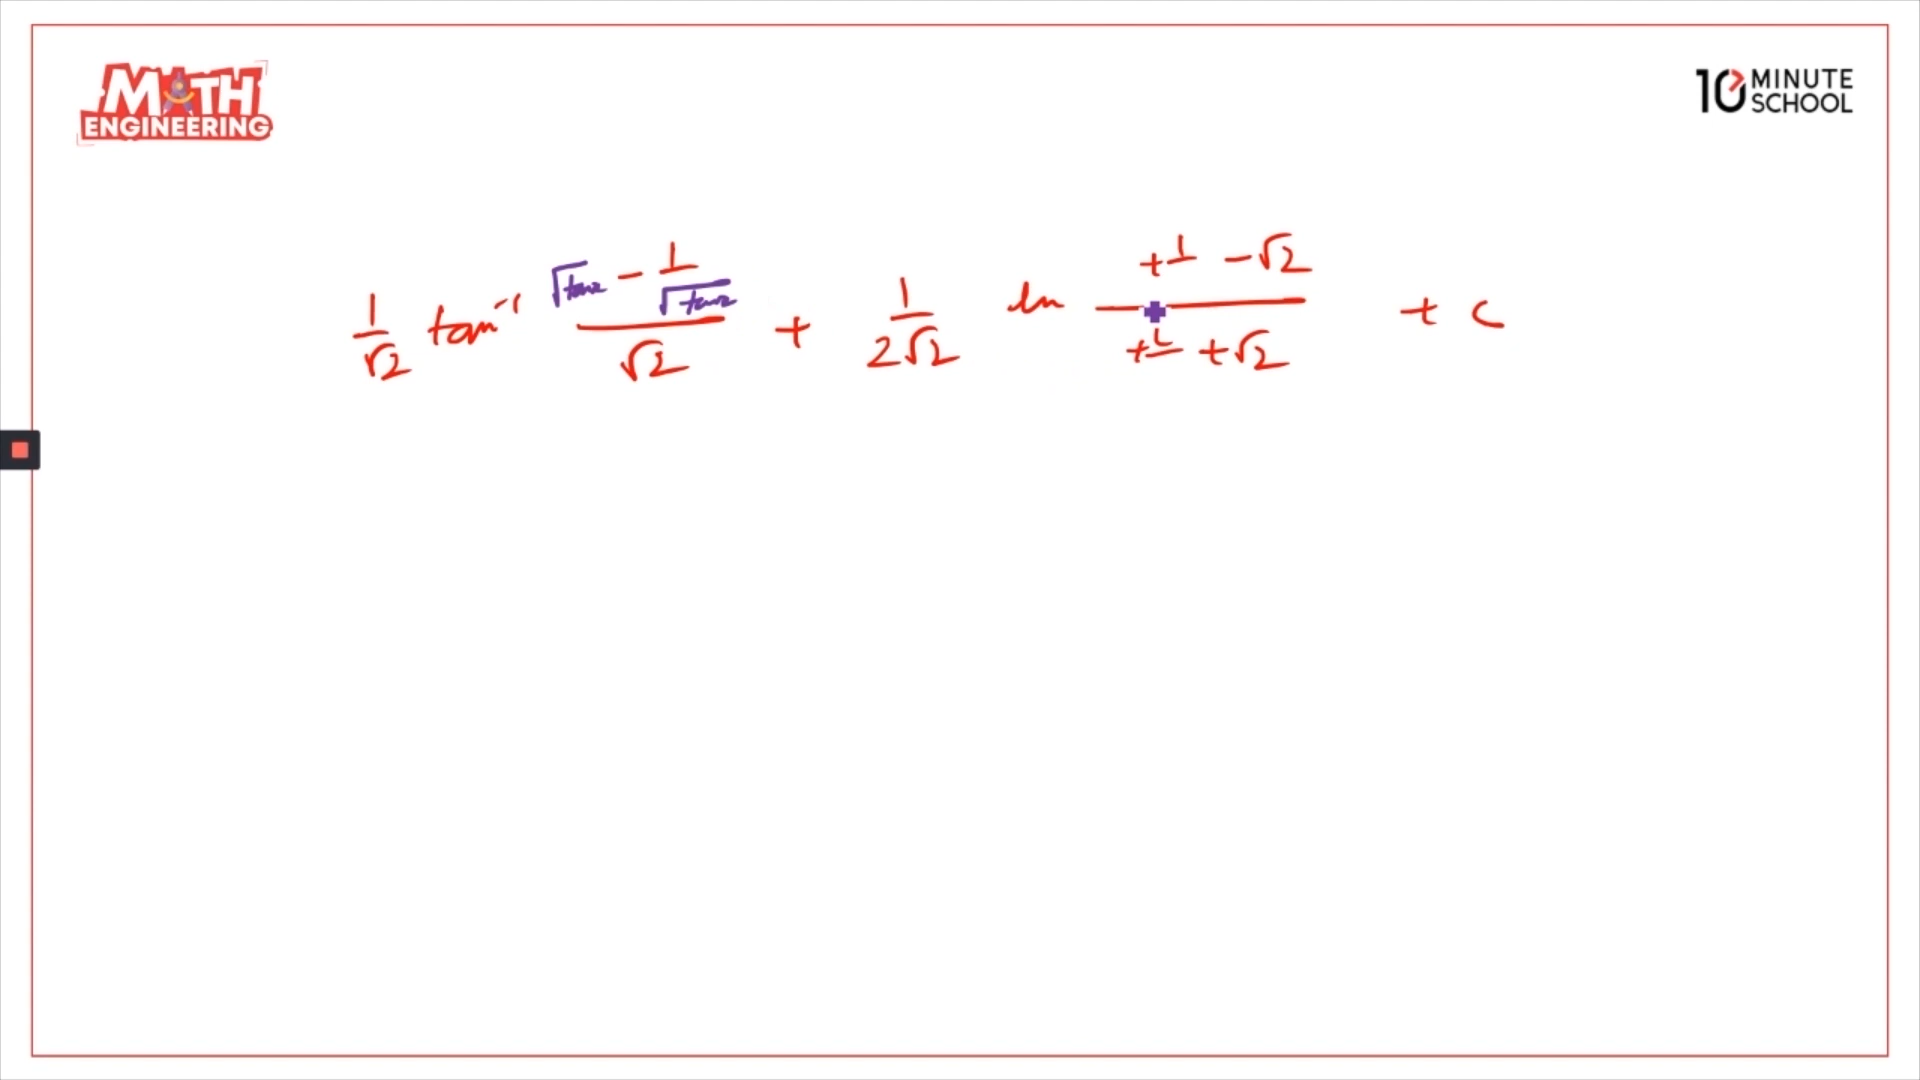 MATH
ENGINEERING
10 MINUTE
SCHOOL
1/√2 tan⁻¹ (√tanx - 1/√tanx)/√2 + 1/2√2 ln (+1/ - √2)/(+1/ + √2) + c